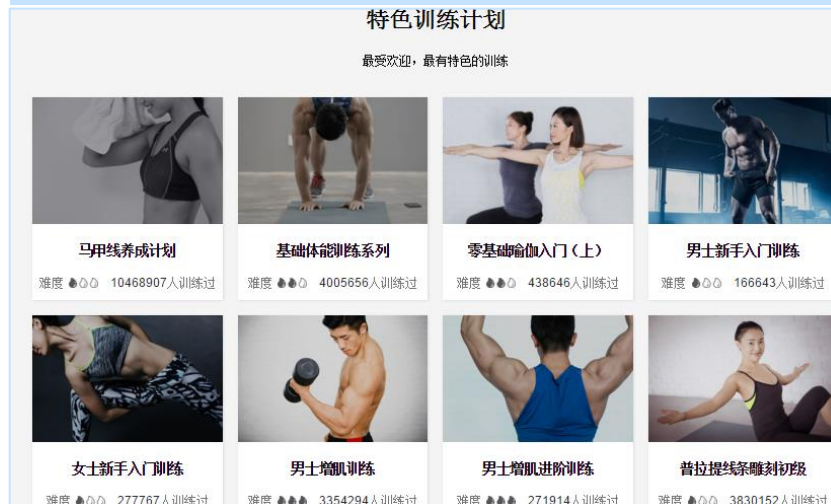 特色训练计划
最受欢迎，最有特色的训练
马甲线养成计划
基础体能训练系列
零基础瑜伽入门（上）
男士新手入门训练
难度 10468907人训练过
难度 4005656人训练过
难度 438646人训练过
难度 166643人训练过
女士新手入门训练
男士增肌训练
男士增肌进阶训练
普拉提线条雕刻初级
难度 277767人训练过
难度 3354294人训练过
难度 271914人训练过
难度 3830152人训练过